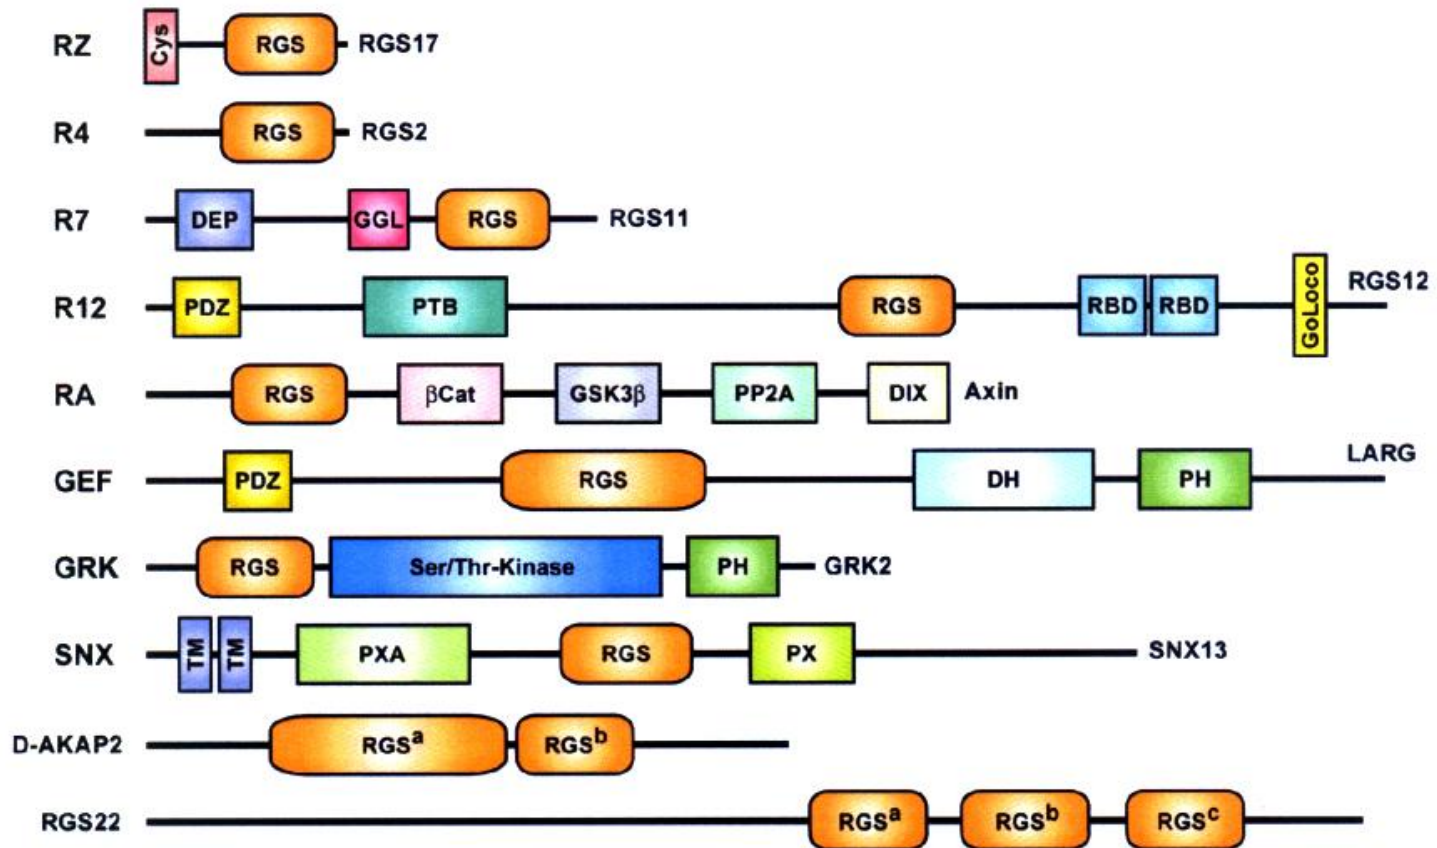 RZ Cys RGS RGS17
R4 RGS RGS2
R7 DEP GGL RGS RGS11
R12 PDZ PTB RGS RBD RBD GoLoco RGS12
RA RGS βCat GSK3β PP2A DIX Axin
GEF PDZ RGS DH PH LARG
GRK RGS Ser/Thr-Kinase PH GRK2
SNX TM TM PXA RGS PX SNX13
D-AKAP2 RGSa RGSb
RGS22 RGSa RGSb RGSc